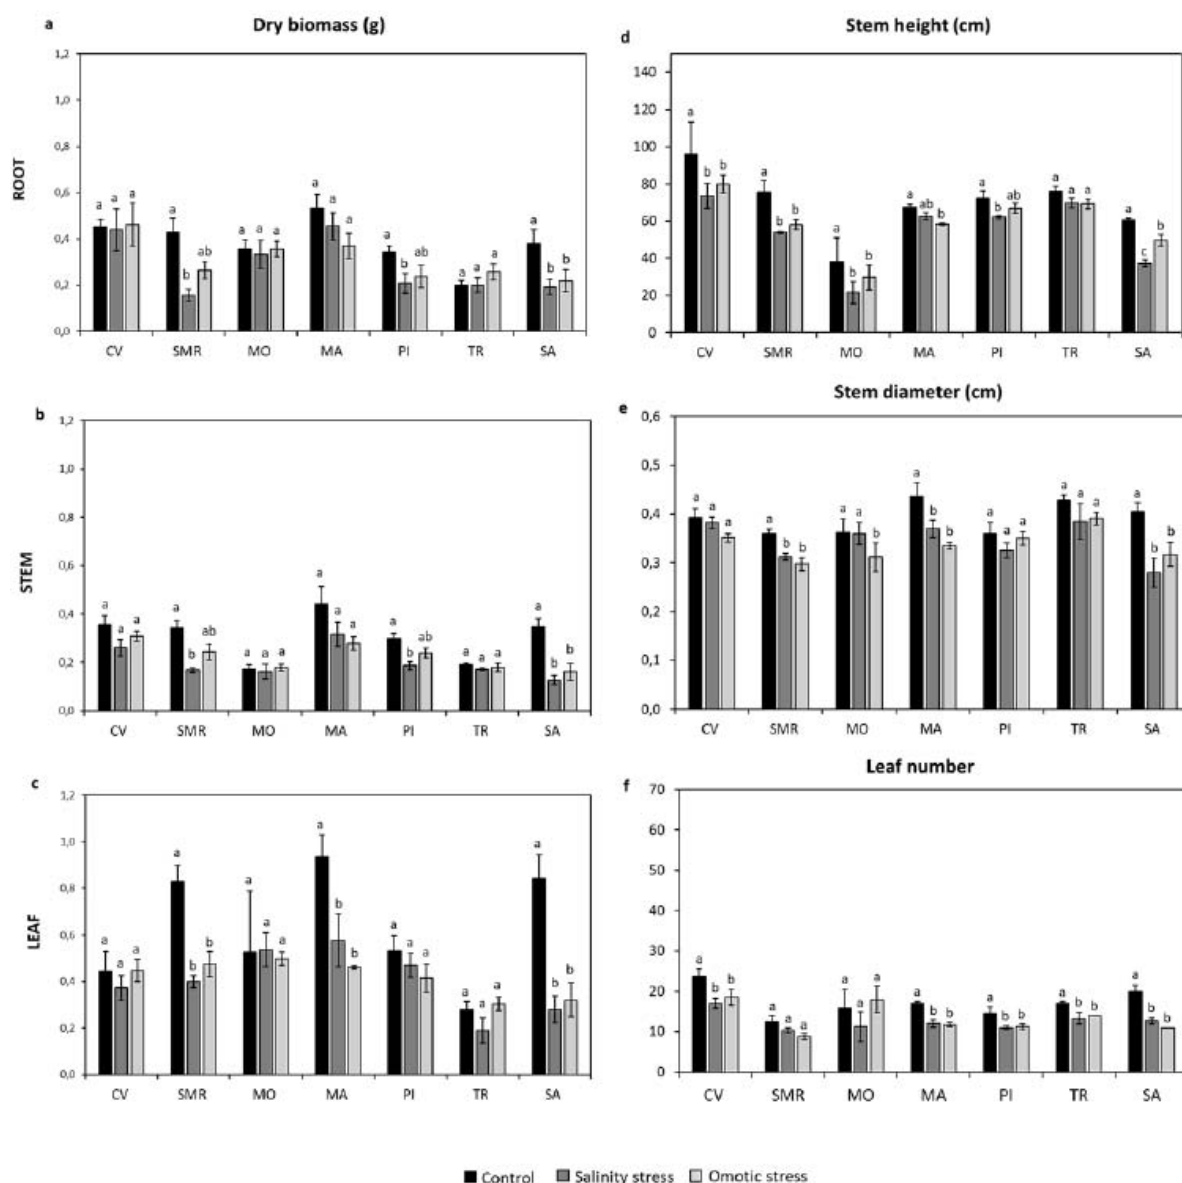 a
Dry biomass (g)
ROOT
1,2
1,0
0,8
0,6
0,4
0,2
0,0
a a a a b ab a a a a a a a b ab a a a a b b
CV SMR MO MA PI TR SA
b
STEM
1,2
1,0
0,8
0,6
0,4
0,2
0,0
a a a a b ab a a a a a a a b ab a a a a b b
CV SMR MO MA PI TR SA
c
LEAF
1,2
1,0
0,8
0,6
0,4
0,2
0,0
a a a a b b a a a a b b a a a a a a a b b
CV SMR MO MA PI TR SA
d
Stem height (cm)
140
120
100
80
60
40
20
0
a b b a b b a b b a ab b a b ab a a a a c b
CV SMR MO MA PI TR SA
e
Stem diameter (cm)
0,6
0,5
0,4
0,3
0,2
0,1
0,0
a a a a b b a a b a b b a a a a a a a b b
CV SMR MO MA PI TR SA
f
Leaf number
70
60
50
40
30
20
10
0
a b b a a a a b a a b b a b b a b b a b b
CV SMR MO MA PI TR SA
Control Salinity stress Omotic stress